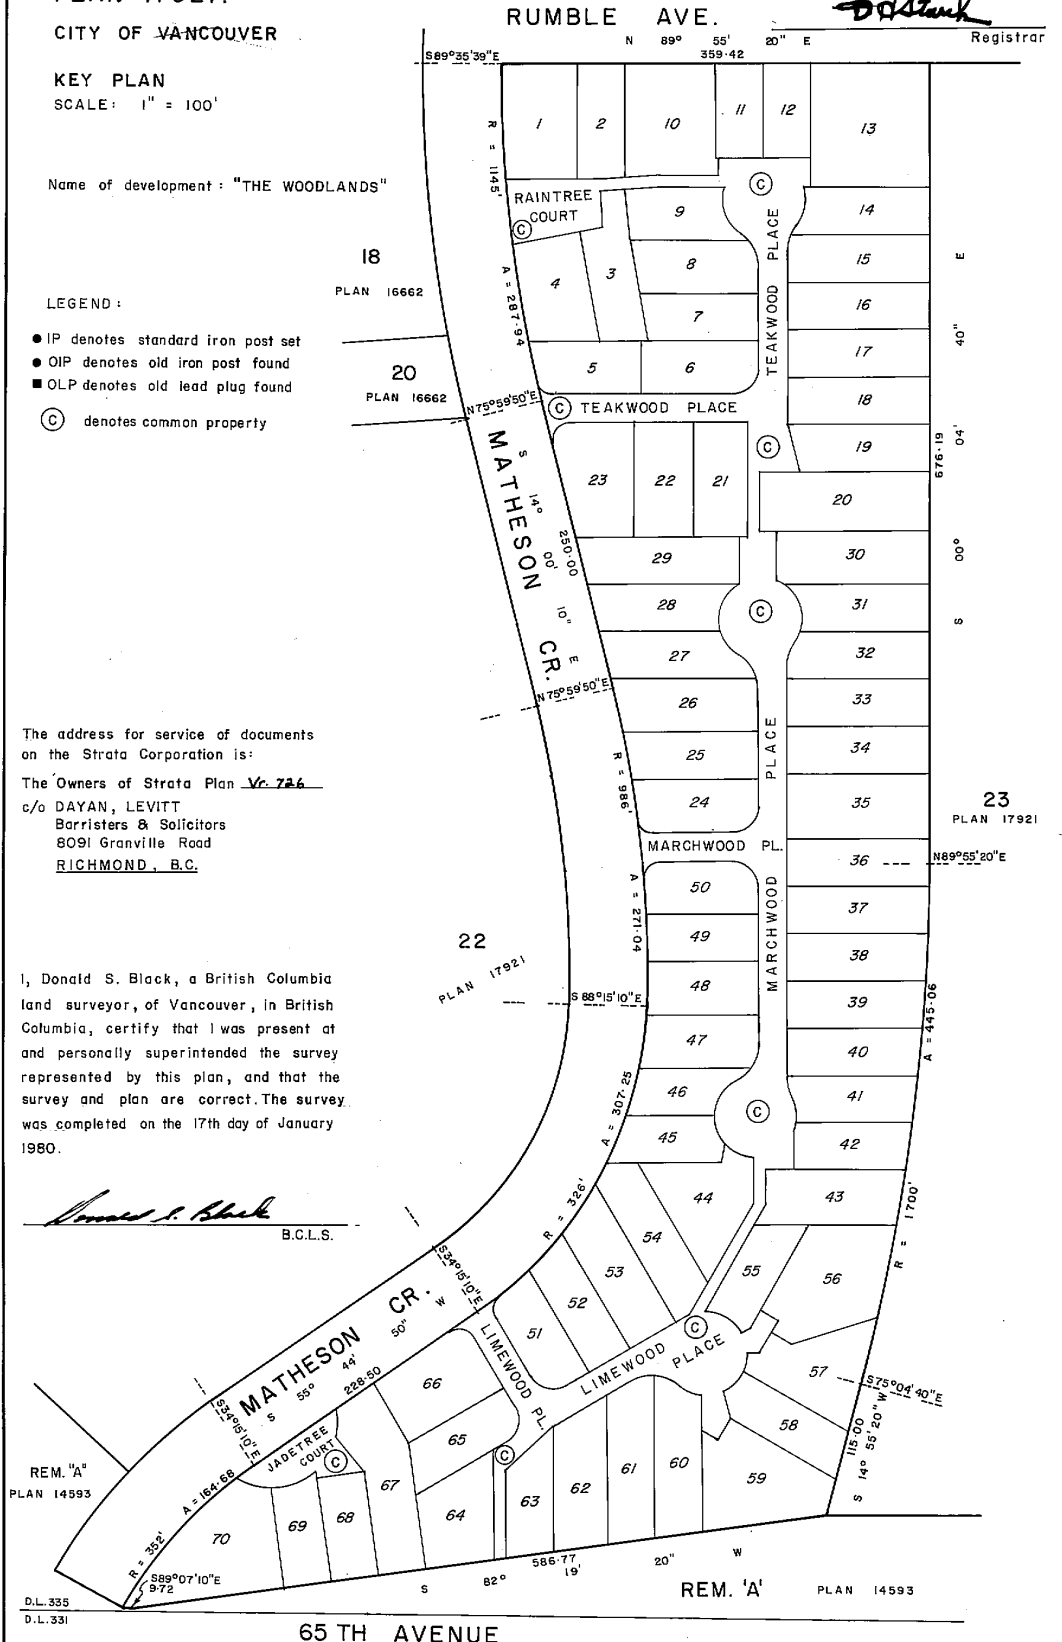 CITY OF VANCOUVER
KEY PLAN
SCALE: 1" = 100'
Name of development : "THE WOODLANDS"
RUMBLE AVE.
Registrar
N 89° 55' 20" E
359.42
S89°35'39"E
LEGEND :
● IP denotes standard iron post set
● OIP denotes old iron post found
■ OLP denotes old lead plug found
Ⓒ denotes common property
18
PLAN 16662
20
PLAN 16662
R = 1145'
A = 287.94
1
2
10
11
12
13
RAINTREE
COURT
Ⓒ
Ⓒ
9
14
8
15
4
3
7
16
5
6
17
18
TEAKWOOD PLACE
N75°59'50"E
Ⓒ TEAKWOOD PLACE
Ⓒ
19
23
22
21
20
MATHESON CR.
S 14° 00' 10" E
250.00
29
30
28
Ⓒ
31
27
32
N75°59'50"E
26
33
25
34
24
35
676.19
S 00° 04' 40" E
MARCHWOOD PLACE
MARCHWOOD PL.
23
PLAN 17921
R = 986'
A = 271.04
36
N89°55'20"E
50
37
49
38
48
39
47
40
46
41
45
Ⓒ
42
44
43
A = 445.06
R = 1700'
The address for service of documents
on the Strata Corporation is:
The Owners of Strata Plan Vr. 726
c/o DAYAN, LEVITT
Barristers & Solicitors
8091 Granville Road
RICHMOND, B.C.
22
PLAN 17921
S88°15'10"E
I, Donald S. Black, a British Columbia
land surveyor, of Vancouver, in British
Columbia, certify that I was present at
and personally superintended the survey
represented by this plan, and that the
survey and plan are correct. The survey
was completed on the 17th day of January
1980.
Donald S. Black
B.C.L.S.
A = 307.25
R = 326'
S34°15'10"E
54
53
52
51
55
56
57
58
59
60
61
62
63
64
65
66
67
68
69
70
LIMEWOOD PLACE
LIMEWOOD PL.
Ⓒ
Ⓒ
MATHESON CR.
S 55° 44' 50" W
228.50
S34°15'10"E
JADETREE
COURT
Ⓒ
A = 164.68
R = 352'
S89°07'10"E
9.72
S75°04'40"E
115.00
S 14° 55' 20" W
REM. "A"
PLAN 14593
S 82° 19' 20" W
586.77
REM. 'A' PLAN 14593
D.L.335
D.L.331
65 TH AVENUE